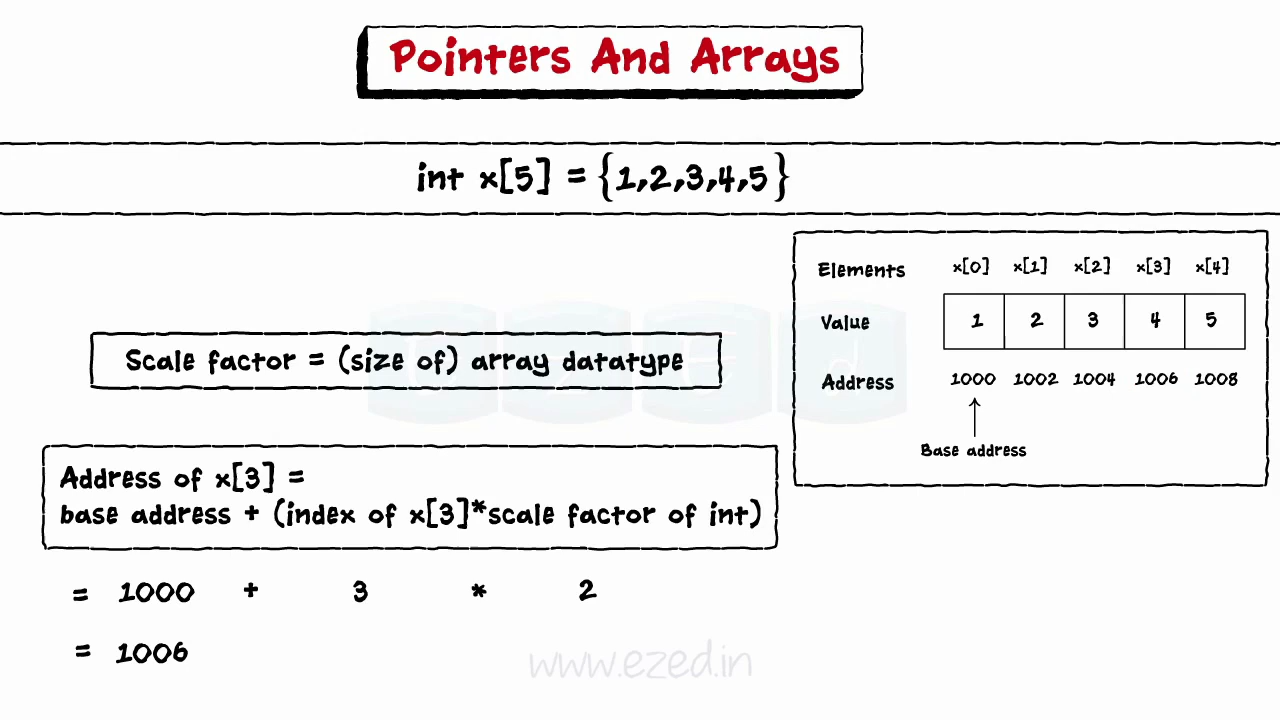 Pointers And Arrays
int x[5] = {1,2,3,4,5}
Elements x[0] x[1] x[2] x[3] x[4]
Value 1 2 3 4 5
Address 1000 1002 1004 1006 1008
Base address
Scale factor = (size of) array datatype
Address of x[3] =
base address + (index of x[3]*scale factor of int)
= 1000 + 3 * 2
= 1006
www.ezed.in